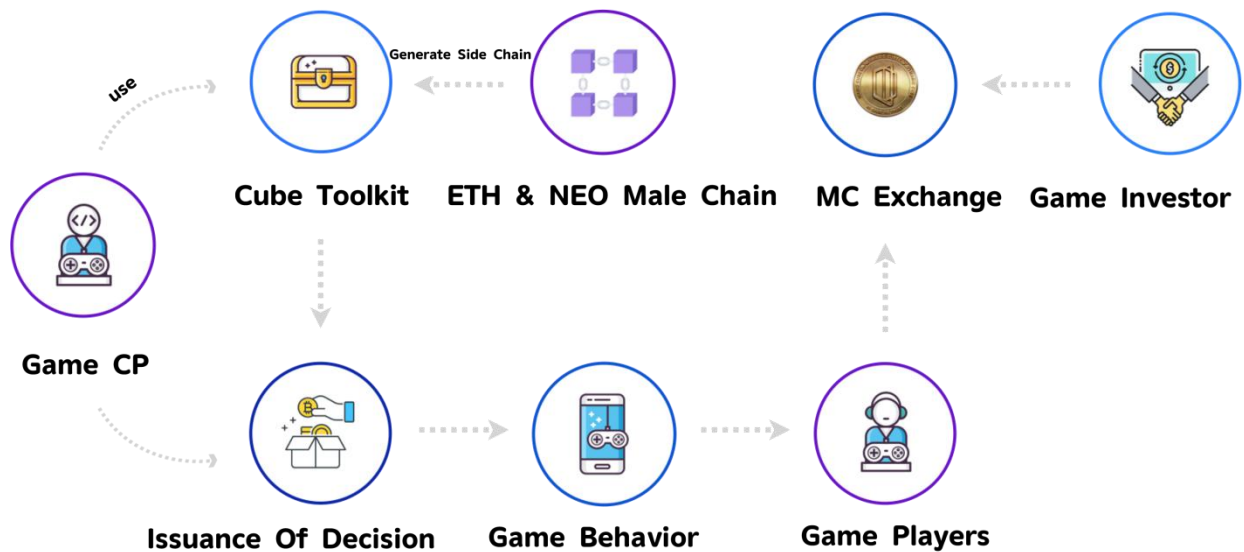 Generate Side Chain
use
Cube Toolkit
ETH & NEO Male Chain
MC Exchange
Game Investor
Game CP
Issuance Of Decision
Game Behavior
Game Players